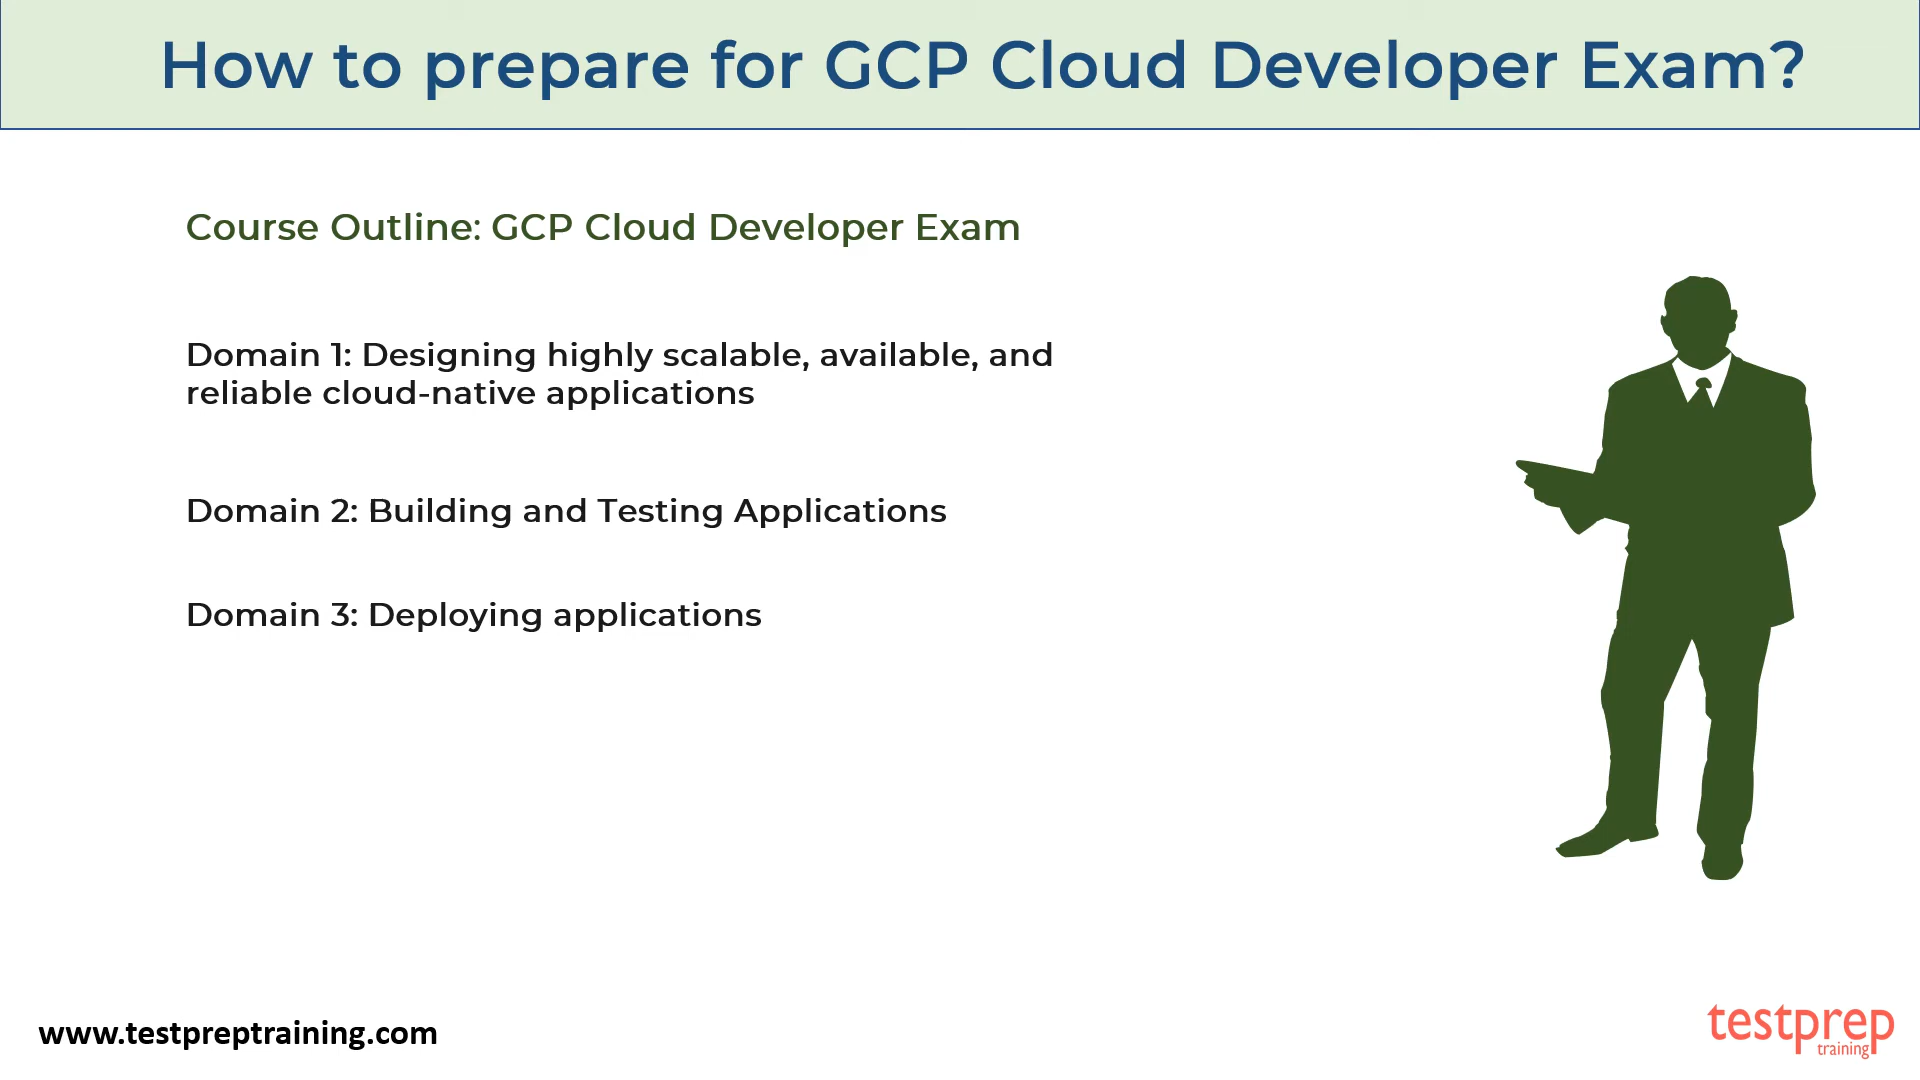 How to prepare for GCP Cloud Developer Exam?
Course Outline: GCP Cloud Developer Exam
Domain 1: Designing highly scalable, available, and
reliable cloud-native applications
Domain 2: Building and Testing Applications
Domain 3: Deploying applications
www.testpreptraining.com
testprep
training